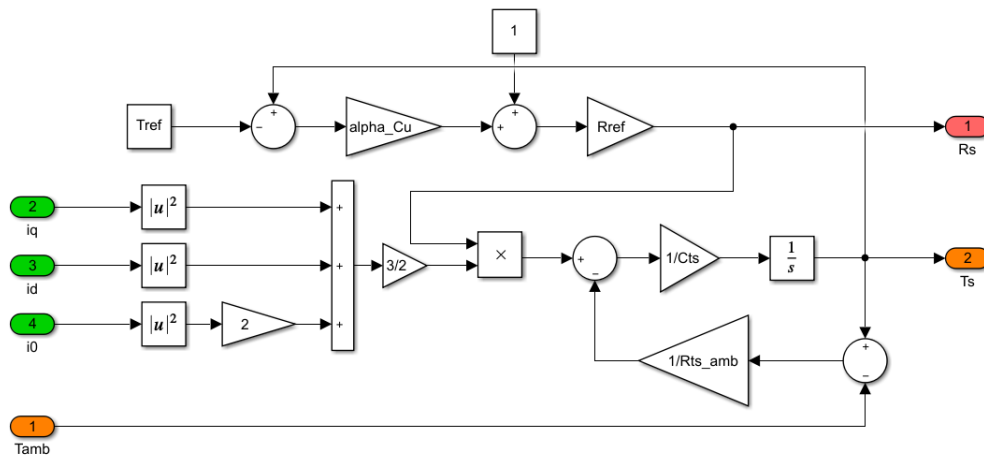 1
Tref
alpha_Cu
Rref
1
Rs
+
−
+
+
2
iq
|u|²
+
3
id
|u|²
+
3/2
×
+
−
1/Cts
1/s
2
Ts
4
i0
|u|²
2
+
1/Rts_amb
+
−
1
Tamb